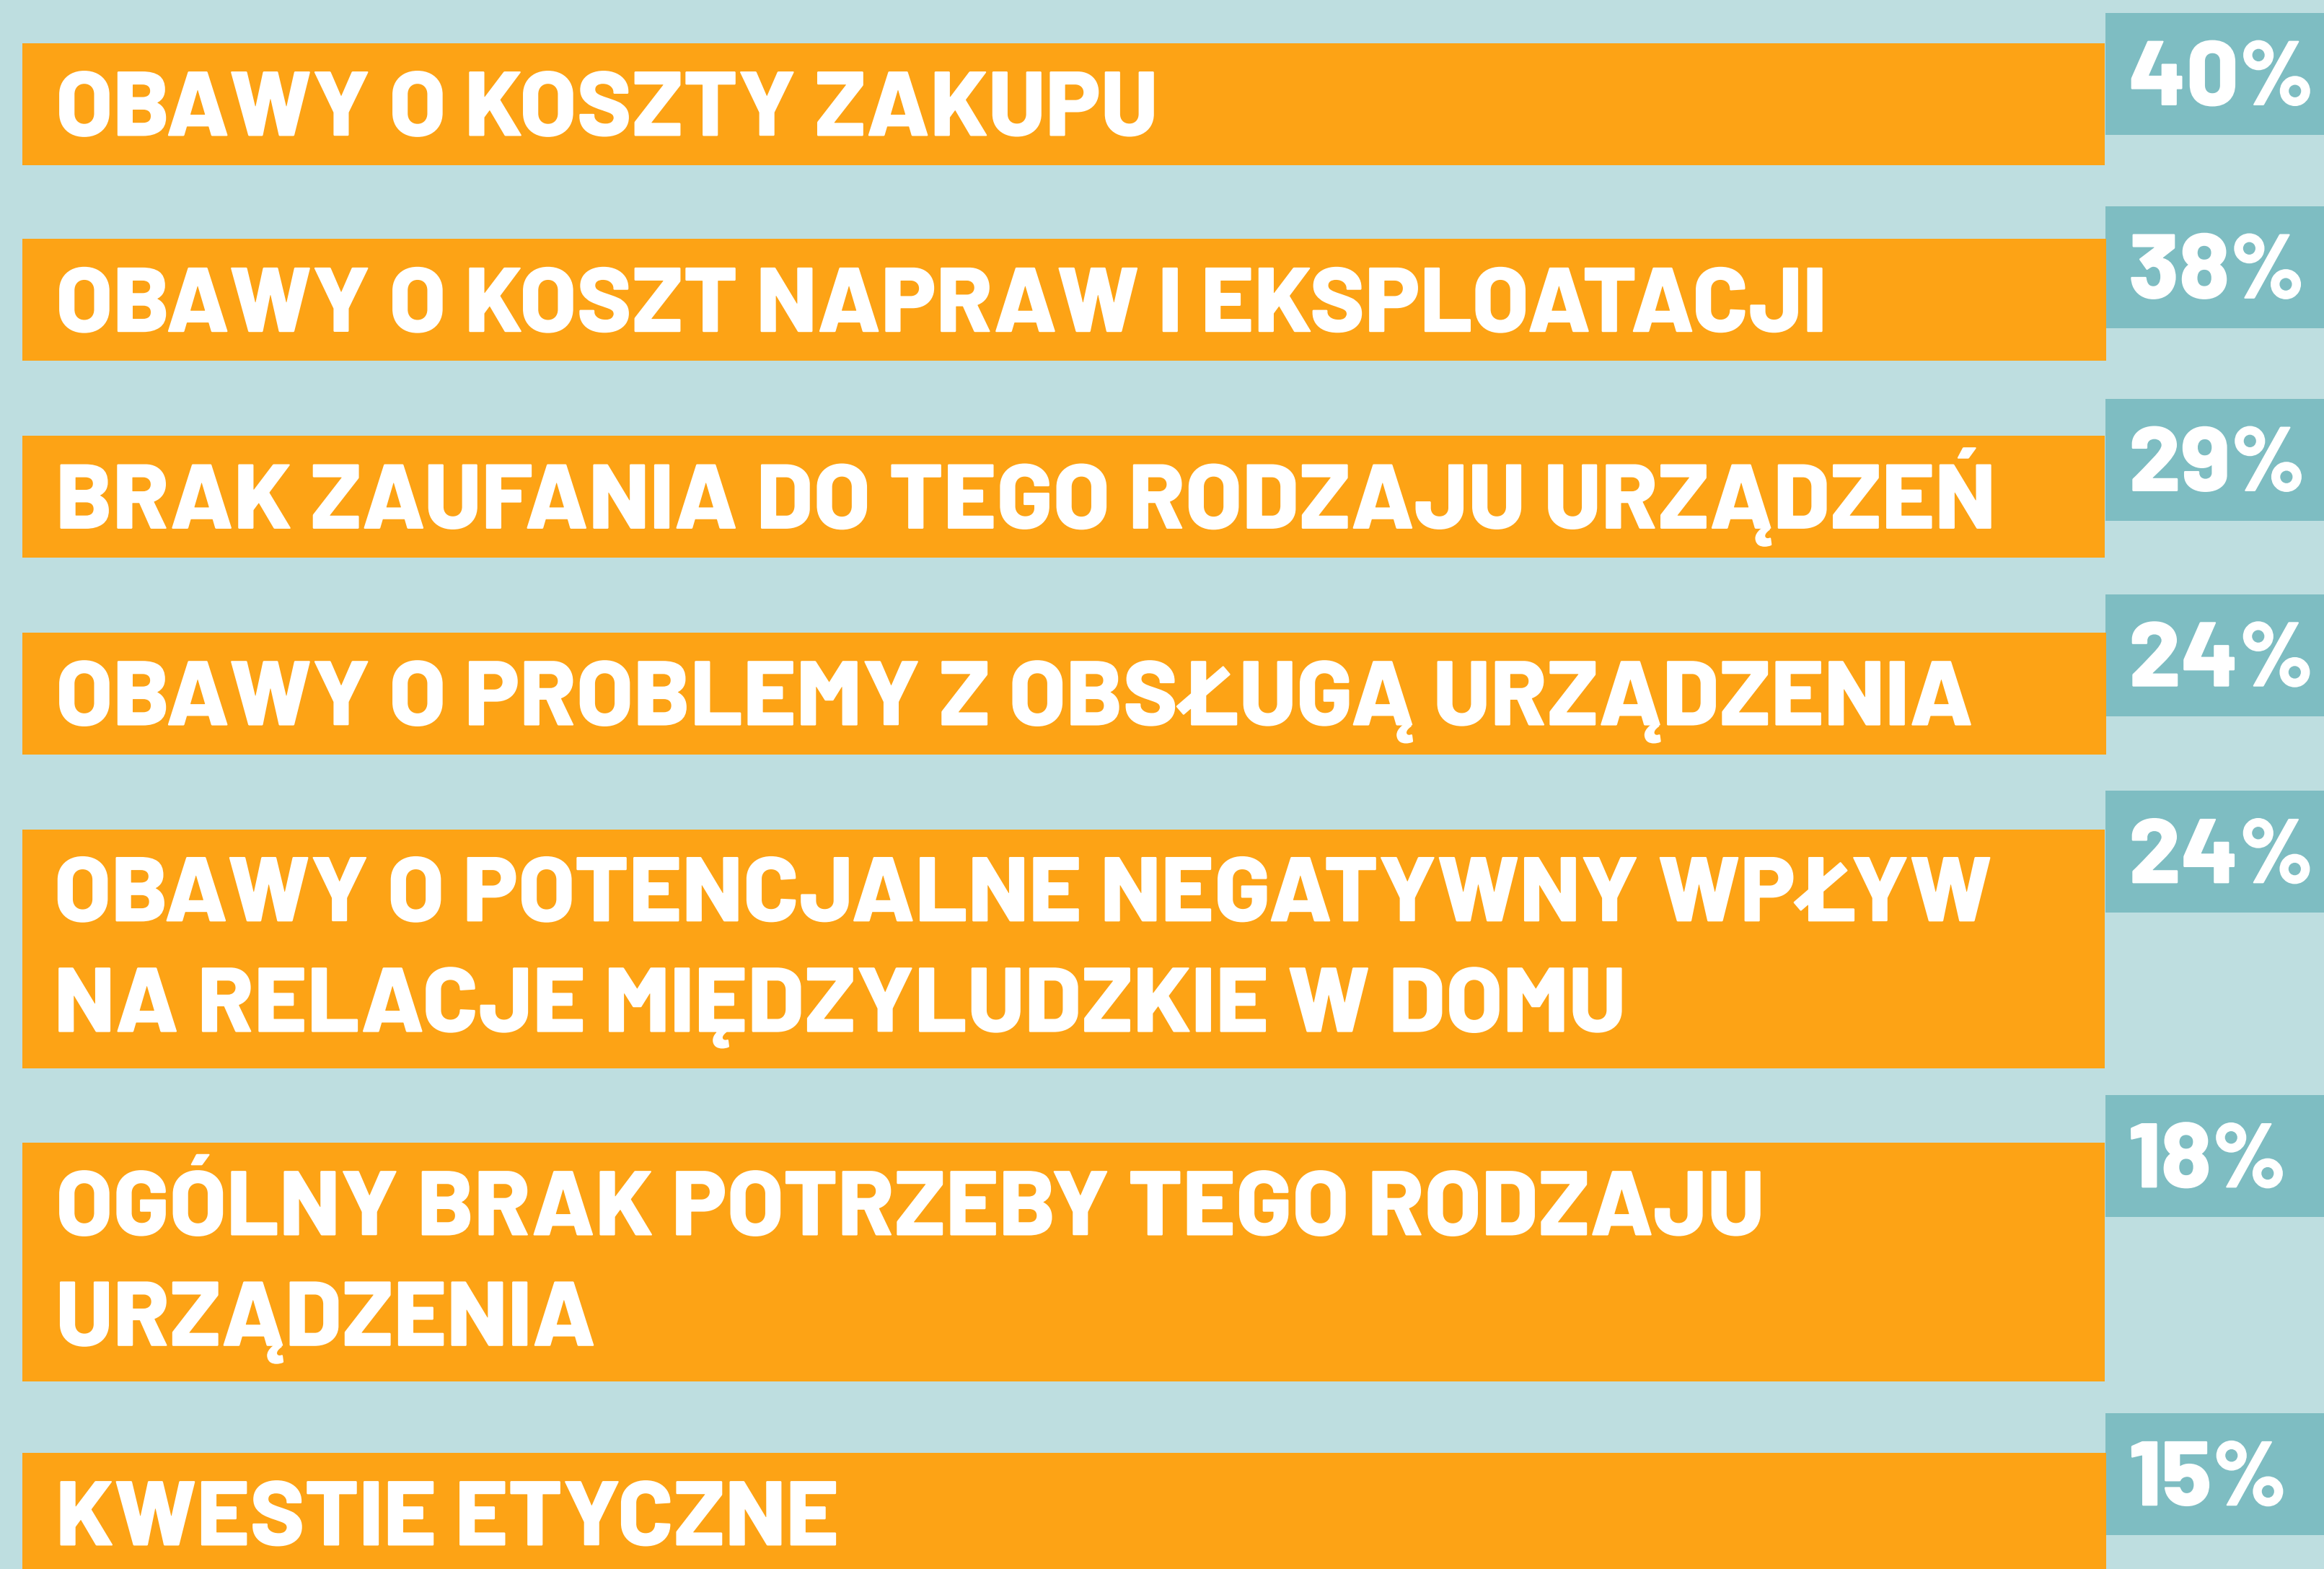 OBAWY O KOSZTY ZAKUPU 40%
OBAWY O KOSZT NAPRAW I EKSPLOATACJI 38%
BRAK ZAUFANIA DO TEGO RODZAJU URZĄDZEŃ 29%
OBAWY O PROBLEMY Z OBSŁUGĄ URZĄDZENIA 24%
OBAWY O POTENCJALNE NEGATYWNY WPŁYW 24%
NA RELACJE MIĘDZYLUDZKIE W DOMU
OGÓLNY BRAK POTRZEBY TEGO RODZAJU 18%
URZĄDZENIA
KWESTIE ETYCZNE 15%